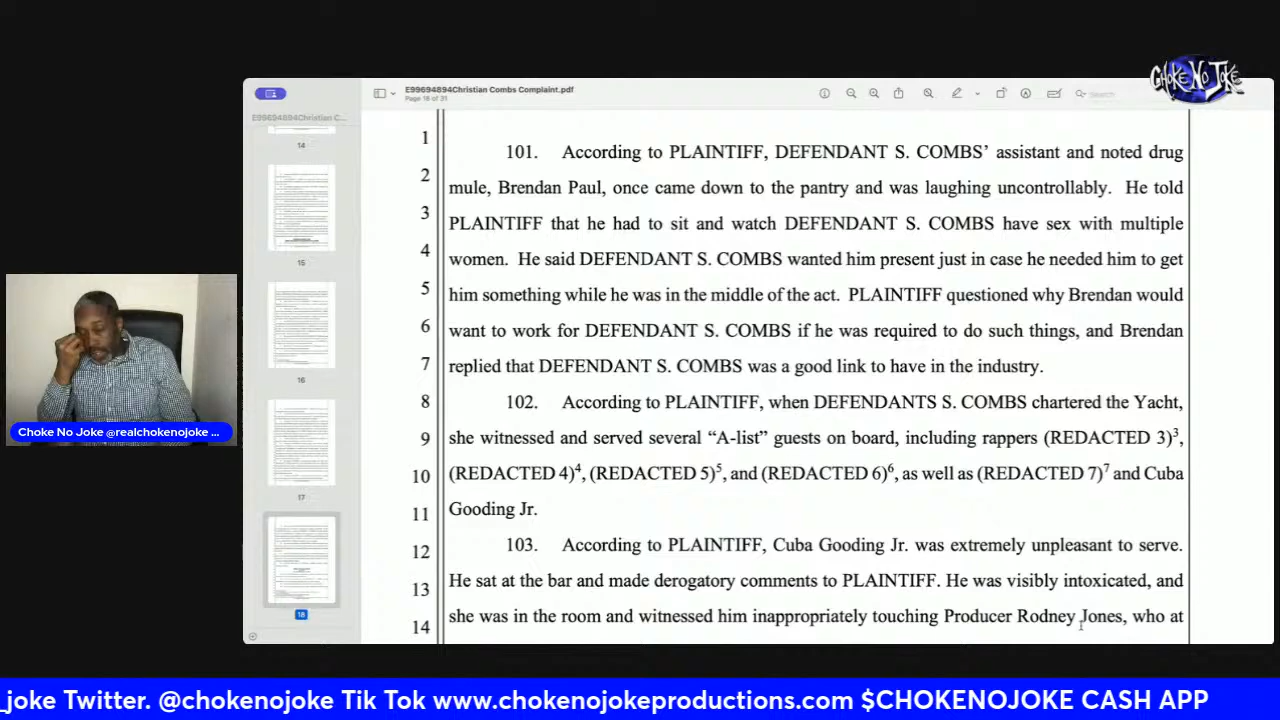 CHOKE NO JOKE
E99694894Christian Combs Complaint.pdf
Page 18 of 31
Search
E99694894Christian C...
14
15
16
17
18
1 101. According to PLAINTIFF, DEFENDANT S. COMBS’ assistant and noted drug
2 mule, Brendan Paul, once came down to the pantry and was laughing uncontrollably. He told
3 PLAINTIFF that he had to sit and watch DEFENDANT S. COMBS have sex with multiple
4 women. He said DEFENDANT S. COMBS wanted him present just in case he needed him to get
5 him something while he was in the middle of the act. PLAINTIFF questioned why Brendan would
6 want to work for DEFENDANT S. COMBS if he was required to do such things, and Brendan
7 replied that DEFENDANT S. COMBS was a good link to have in the industry.
8 102. According to PLAINTIFF, when DEFENDANTS S. COMBS chartered the Yacht,
9 she witnessed and served several “A-list” guests on board, including rappers (REDACTED 3)³,
10 (REDACTED 4)⁴, (REDACTED 5)⁵, and (REDACTED 6)⁶, as well as (REDACTED 7)⁷ and Cuba
11 Gooding Jr.
12 103. According to PLAINTIFF, Cuba Gooding Jr. was extremely unpleasant to serve.
13 He sat at the bar and made derogatory comments to PLAINTIFF. He was visibly intoxicated, and
14 she was in the room and witnessed him inappropriately touching Producer Rodney Jones, who at
Choke No Joke @realchokenojoke ...
_joke Twitter. @chokenojoke Tik Tok www.chokenojokeproductions.com $CHOKENOJOKE CASH APP